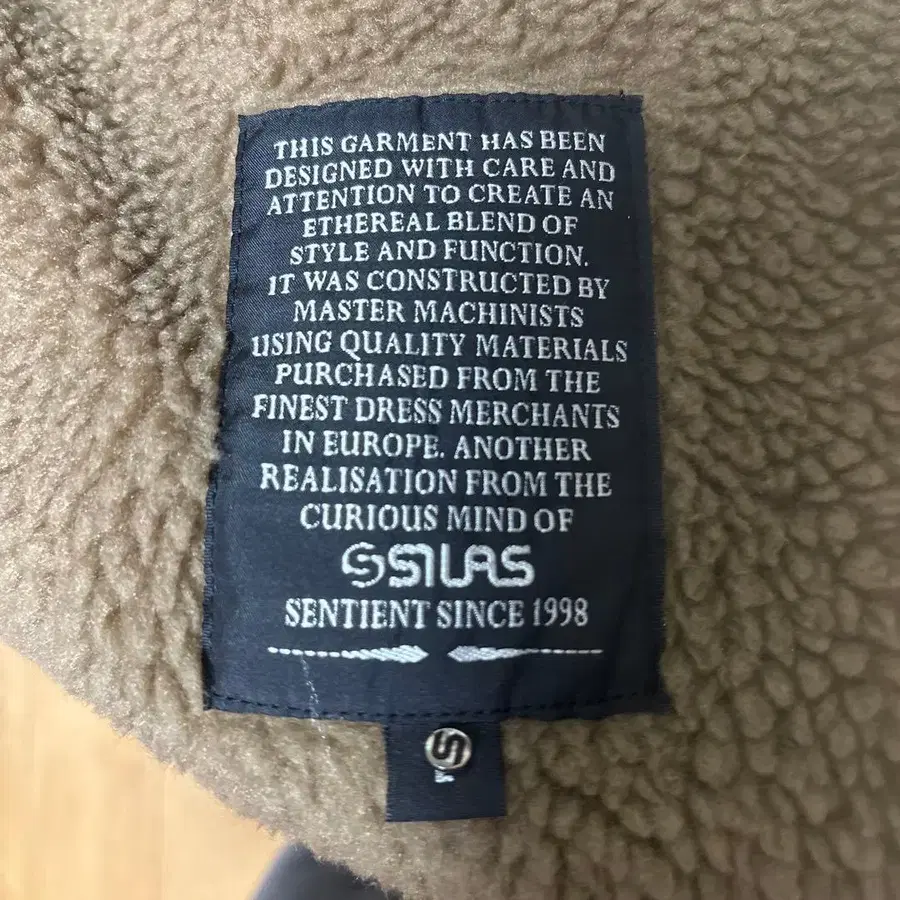 THIS GARMENT HAS BEEN
DESIGNED WITH CARE AND
ATTENTION TO CREATE AN
ETHEREAL BLEND OF
STYLE AND FUNCTION.
IT WAS CONSTRUCTED BY
MASTER MACHINISTS
USING QUALITY MATERIALS
PURCHASED FROM THE
FINEST DRESS MERCHANTS
IN EUROPE. ANOTHER
REALISATION FROM THE
CURIOUS MIND OF
SILAS
SENTIENT SINCE 1998
S